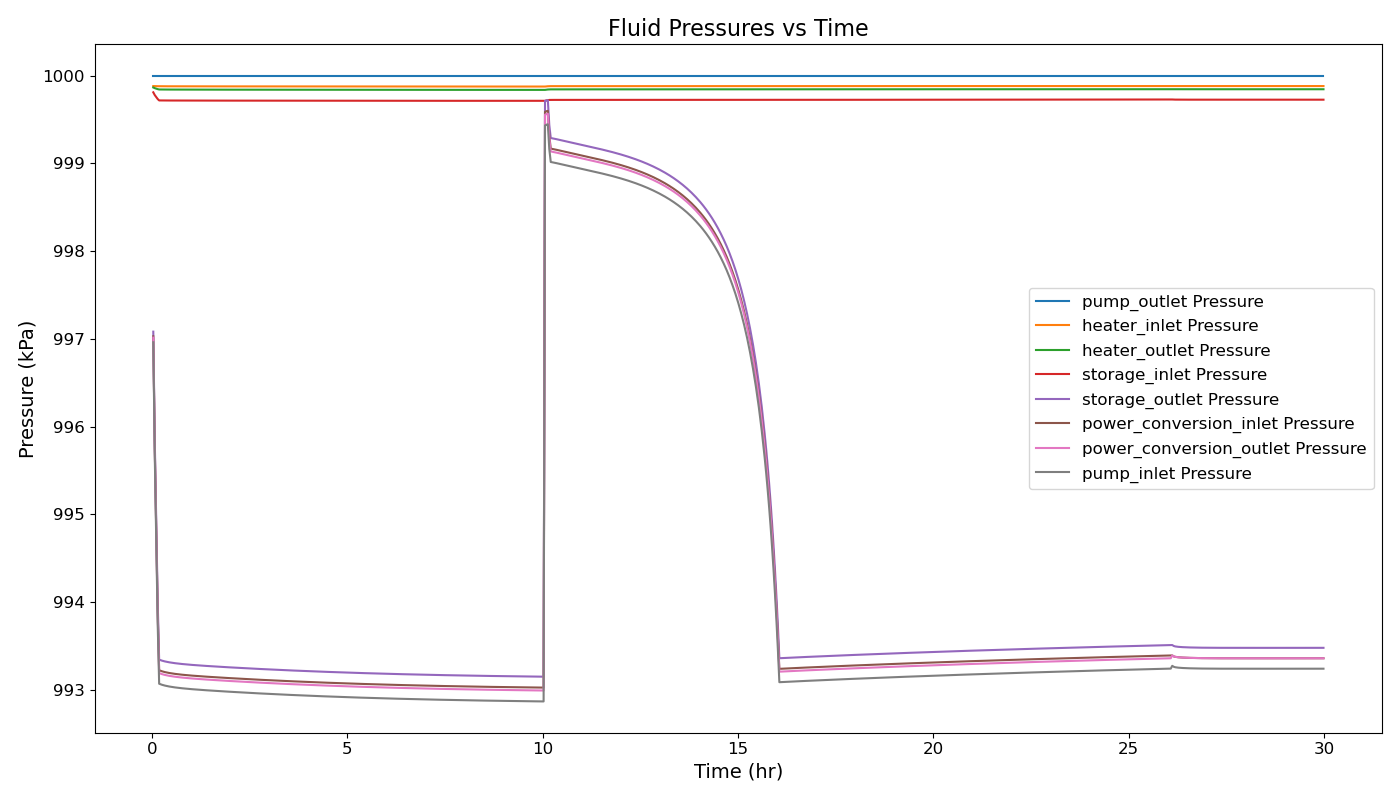 Fluid Pressures vs Time
Pressure (kPa)
1000
999
998
997
996
995
994
993
pump_outlet Pressure
heater_inlet Pressure
heater_outlet Pressure
storage_inlet Pressure
storage_outlet Pressure
power_conversion_inlet Pressure
power_conversion_outlet Pressure
pump_inlet Pressure
0 5 10 15 20 25 30
Time (hr)